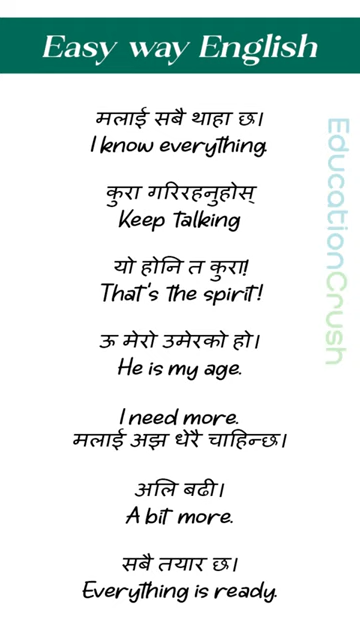 Easy way English
मलाई सबै थाहा छ।
I know everything.
कुरा गरिरहनुहोस्
Keep talking
यो होनि त कुरा!
That's the spirit!
ऊ मेरो उमेरको हो।
He is my age.
I need more.
मलाई अझ धेरै चाहिन्छ।
अलि बढी।
A bit more.
सबै तयार छ।
Everything is ready.
EducationCrush